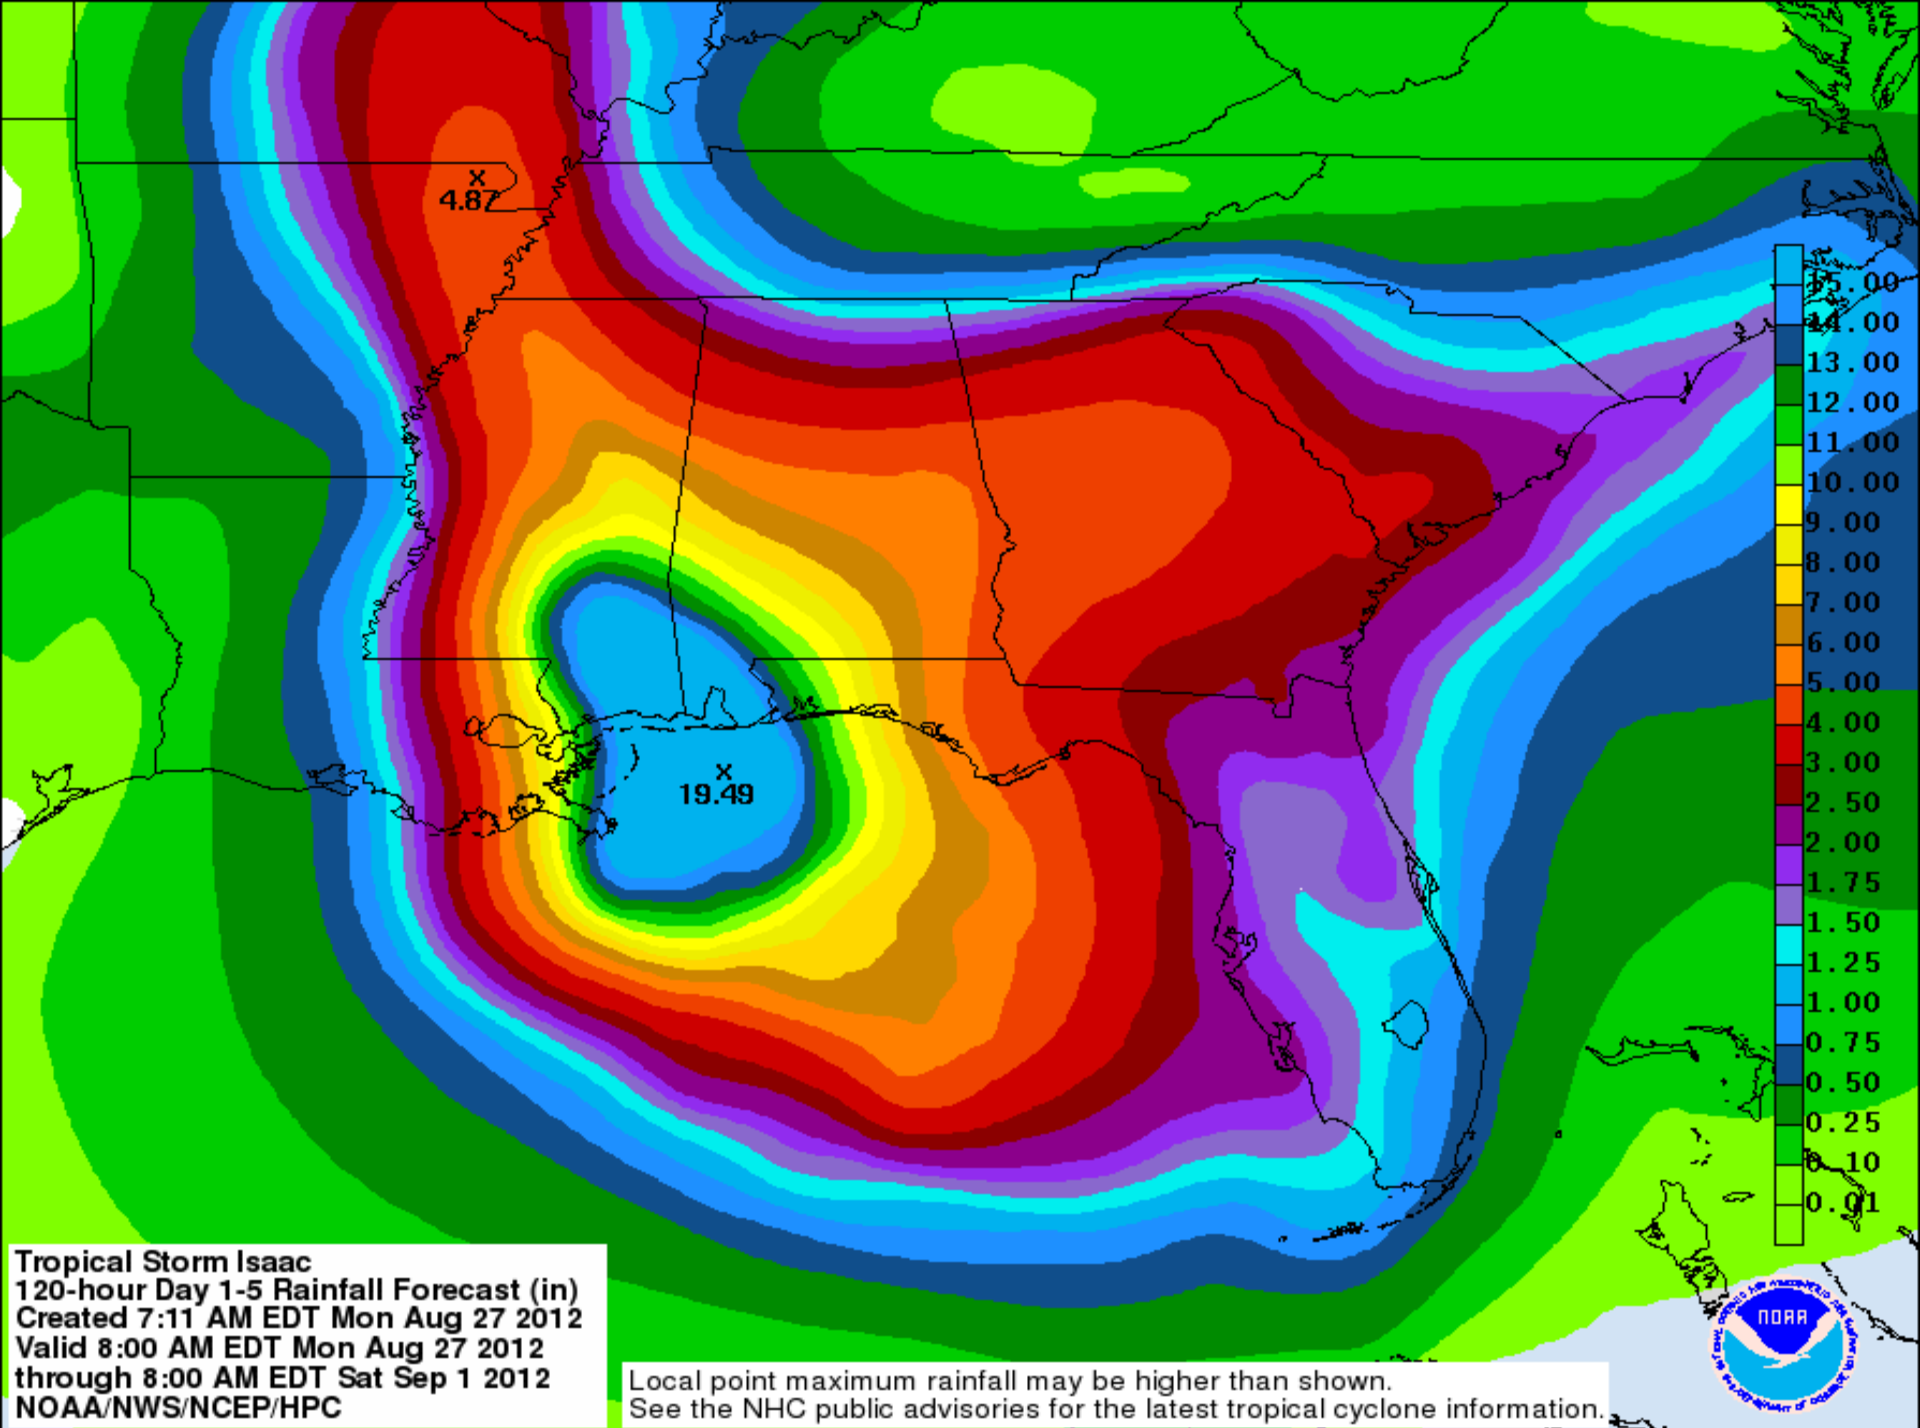 x
4.87
15.00
14.00
13.00
12.00
11.00
10.00
9.00
8.00
7.00
6.00
5.00
4.00
3.00
2.50
2.00
1.75
1.50
1.25
1.00
0.75
0.50
0.25
0.10
0.01
x
19.49
Tropical Storm Isaac
120-hour Day 1-5 Rainfall Forecast (in)
Created 7:11 AM EDT Mon Aug 27 2012
Valid 8:00 AM EDT Mon Aug 27 2012
through 8:00 AM EDT Sat Sep 1 2012
NOAA/NWS/NCEP/HPC
Local point maximum rainfall may be higher than shown.
See the NHC public advisories for the latest tropical cyclone information.
NOAA